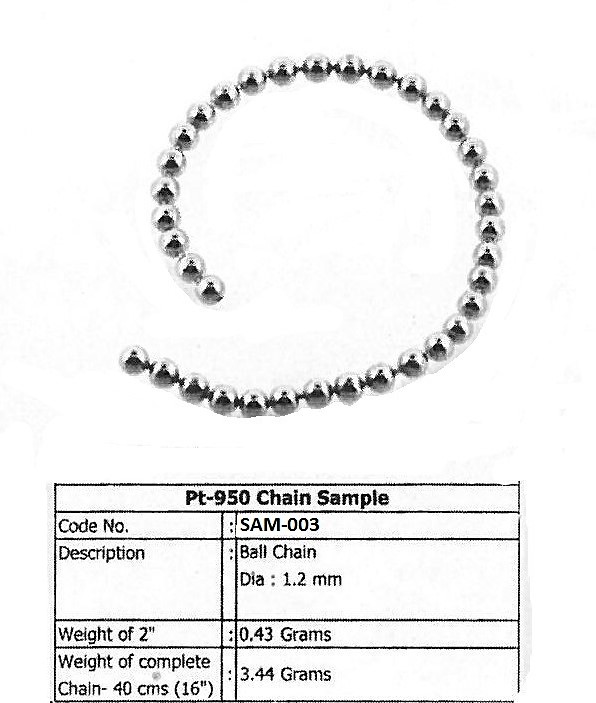 Pt-950 Chain Sample
Code No. : SAM-003
Description : Ball Chain
Dia : 1.2 mm
Weight of 2" : 0.43 Grams
Weight of complete
Chain- 40 cms (16") : 3.44 Grams